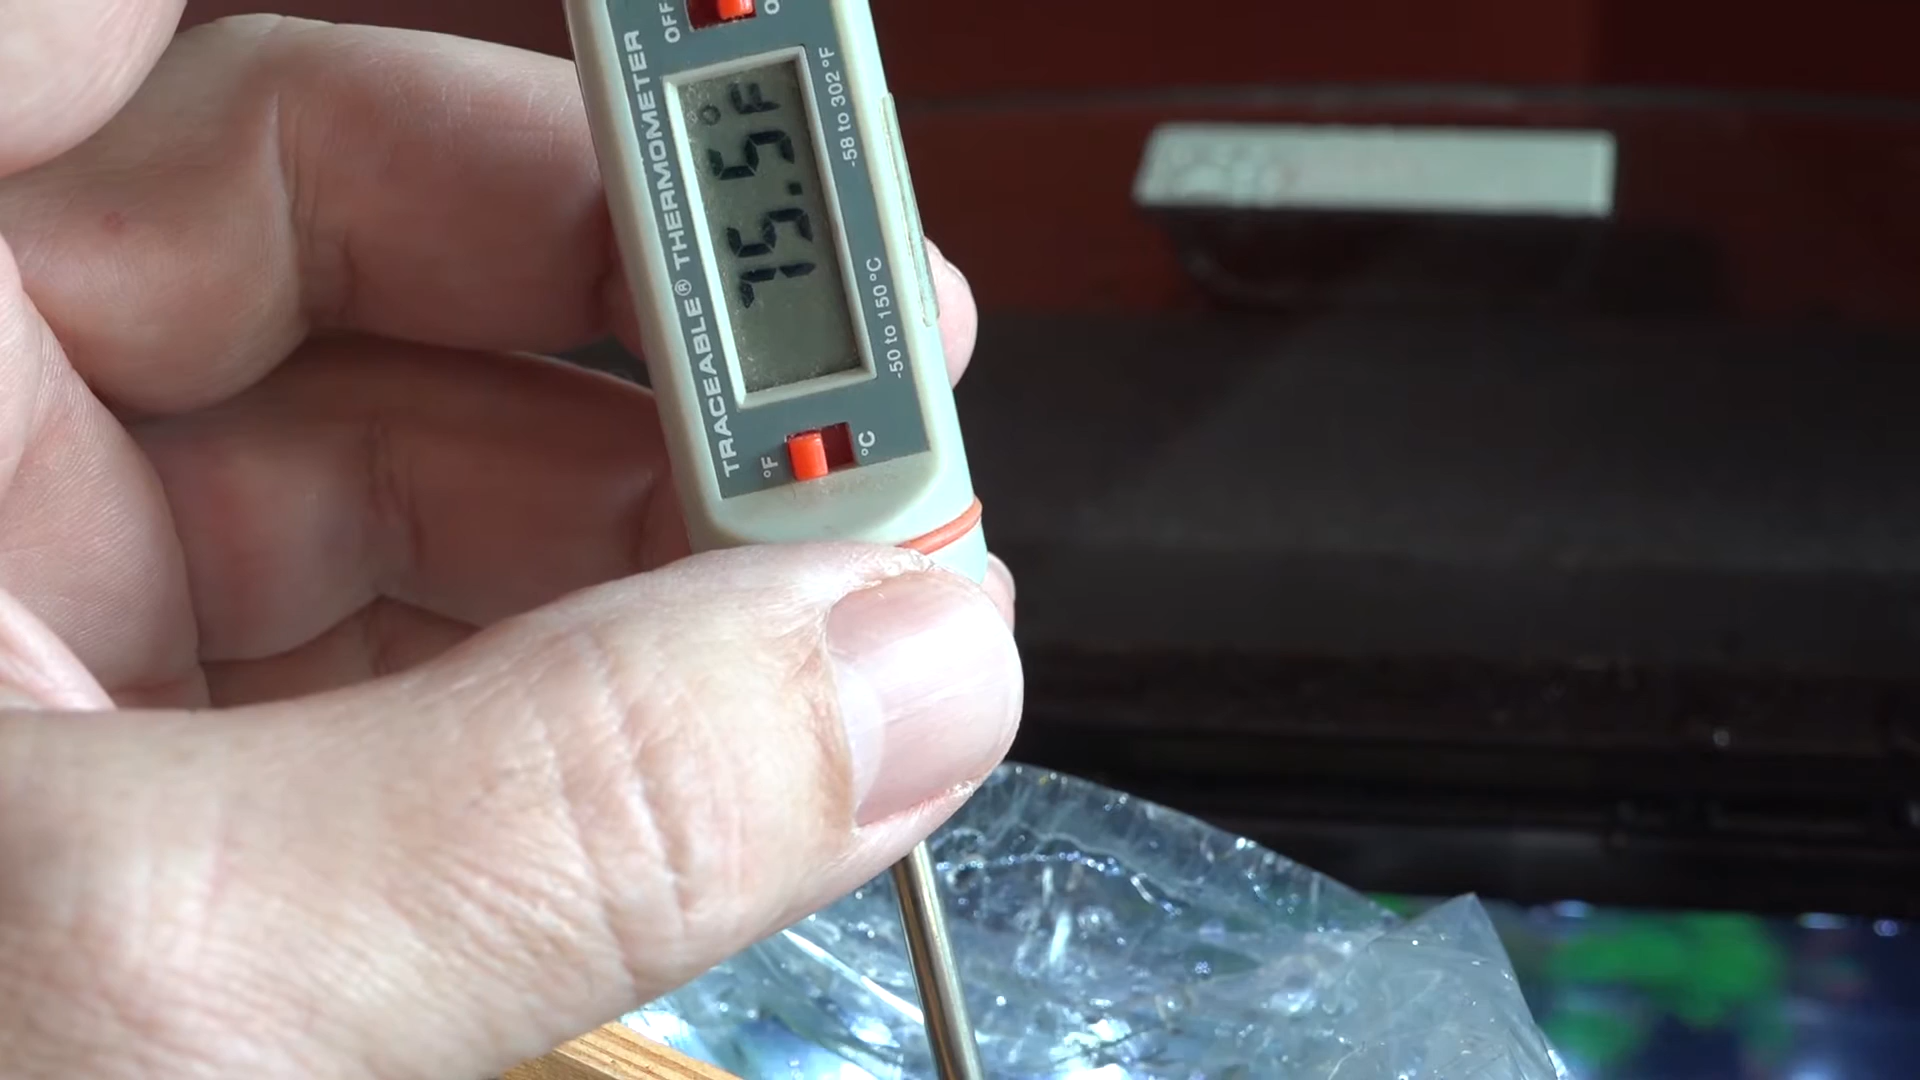 OFF
TRACEABLE® THERMOMETER
75.5°F
-58 to 302 °F
-50 to 150 °C
°F
°C